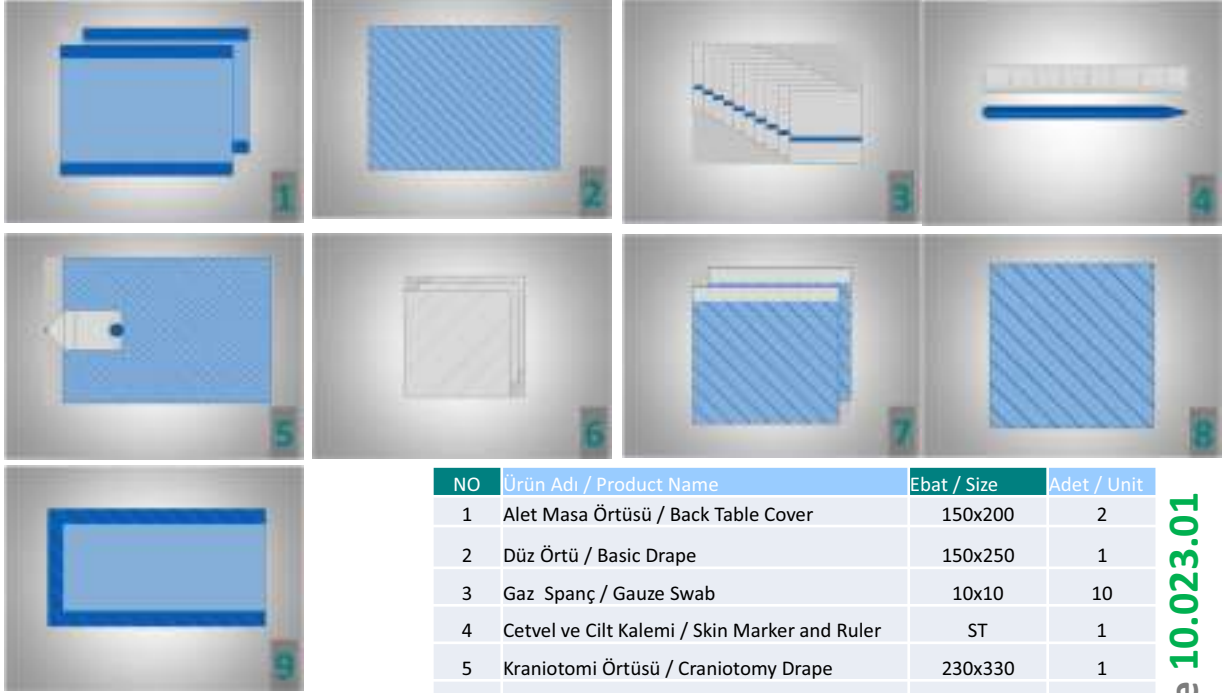 1
2
3
4
5
6
7
8
9
NO Ürün Adı / Product Name Ebat / Size Adet / Unit
1 Alet Masa Örtüsü / Back Table Cover 150x200 2
2 Düz Örtü / Basic Drape 150x250 1
3 Gaz Spanç / Gauze Swab 10x10 10
4 Cetvel ve Cilt Kalemi / Skin Marker and Ruler ST 1
5 Kraniotomi Örtüsü / Craniotomy Drape 230x330 1
10.023.01